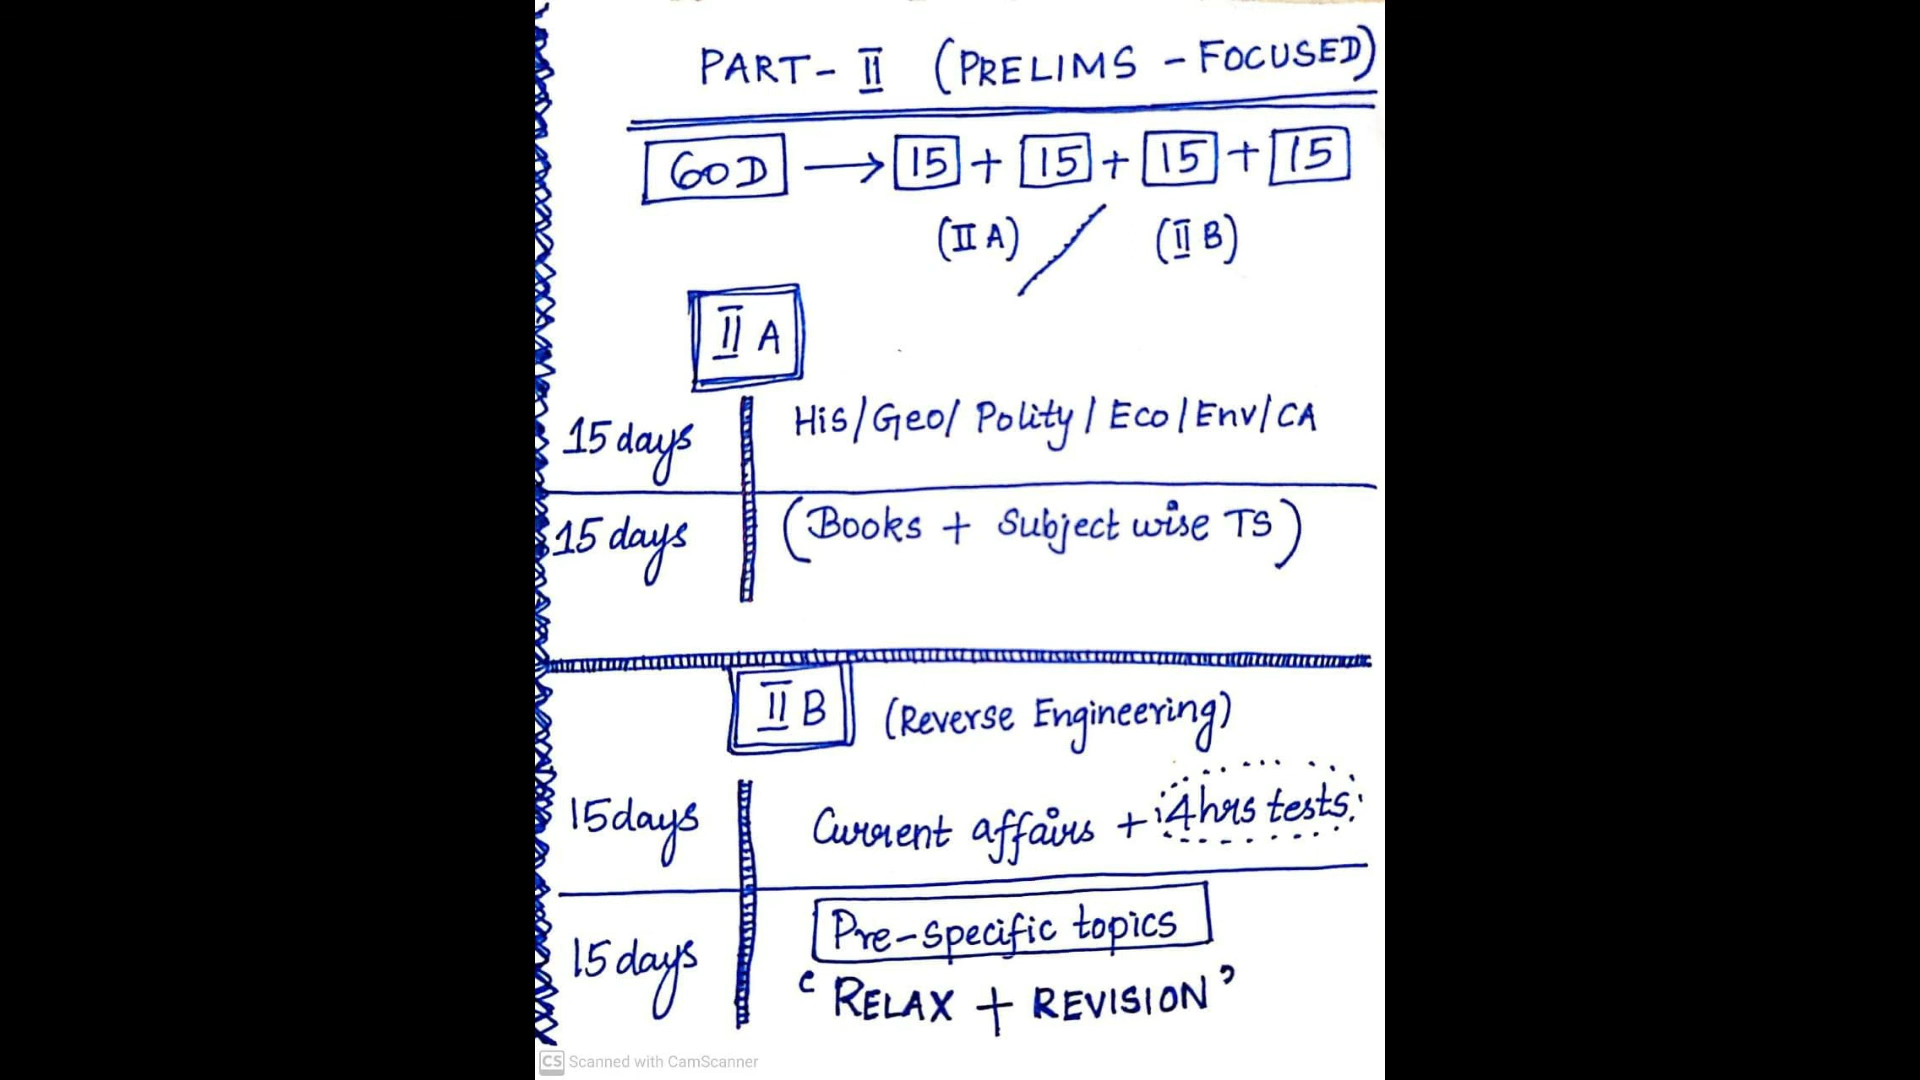 PART-II (PRELIMS -FOCUSED)
60D → 15 + 15 + 15 + 15
(II A) / (II B)
II A
15 days His/Geo/ Polity / Eco / Env/CA
15 days (Books + Subject wise TS)
II B (Reverse Engineering)
15days Current affairs + 4hrs tests
15 days Pre-specific topics
‘RELAX + REVISION’
CS Scanned with CamScanner